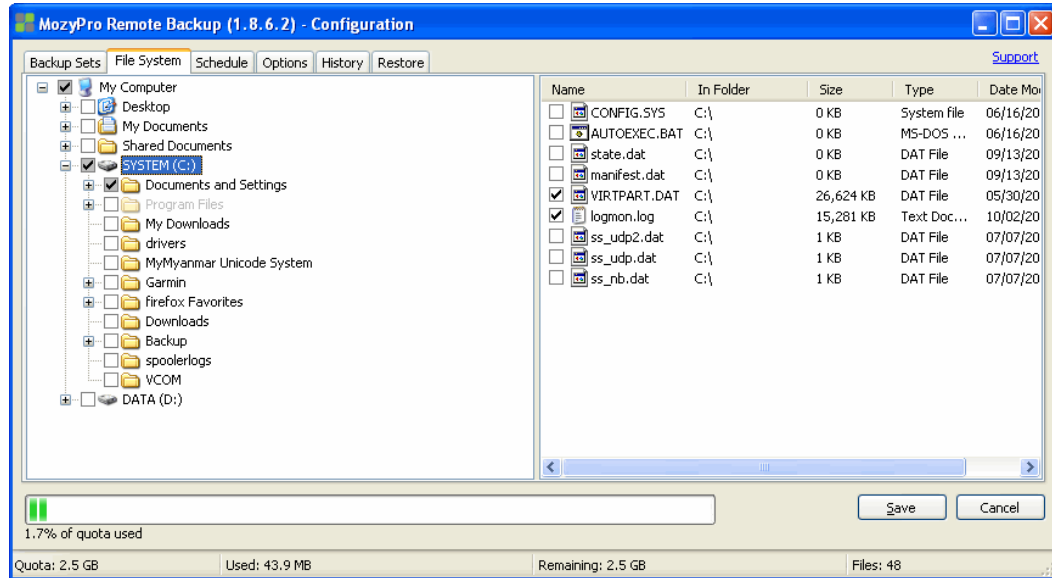 MozyPro Remote Backup (1.8.6.2) - Configuration
Backup Sets File System Schedule Options History Restore Support
My Computer
Desktop
My Documents
Shared Documents
SYSTEM (C:)
Documents and Settings
Program Files
My Downloads
drivers
MyMyanmar Unicode System
Garmin
firefox Favorites
Downloads
Backup
spoolerlogs
VCOM
DATA (D:)
Name In Folder Size Type Date Mo
CONFIG.SYS C:\ 0 KB System file 06/16/20
AUTOEXEC.BAT C:\ 0 KB MS-DOS ... 06/16/20
state.dat C:\ 0 KB DAT File 09/13/20
manifest.dat C:\ 0 KB DAT File 09/13/20
VIRTPART.DAT C:\ 26,624 KB DAT File 05/30/20
logmon.log C:\ 15,281 KB Text Doc... 10/02/20
ss_udp2.dat C:\ 1 KB DAT File 07/07/20
ss_udp.dat C:\ 1 KB DAT File 07/07/20
ss_nb.dat C:\ 1 KB DAT File 07/07/20
Save Cancel
1.7% of quota used
Quota: 2.5 GB Used: 43.9 MB Remaining: 2.5 GB Files: 48